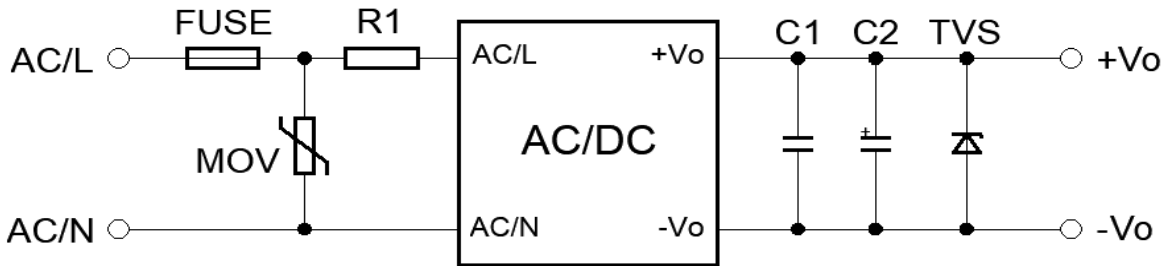 FUSE R1 C1 C2 TVS
AC/L AC/L +Vo +Vo
+
MOV AC/DC
AC/N AC/N -Vo -Vo